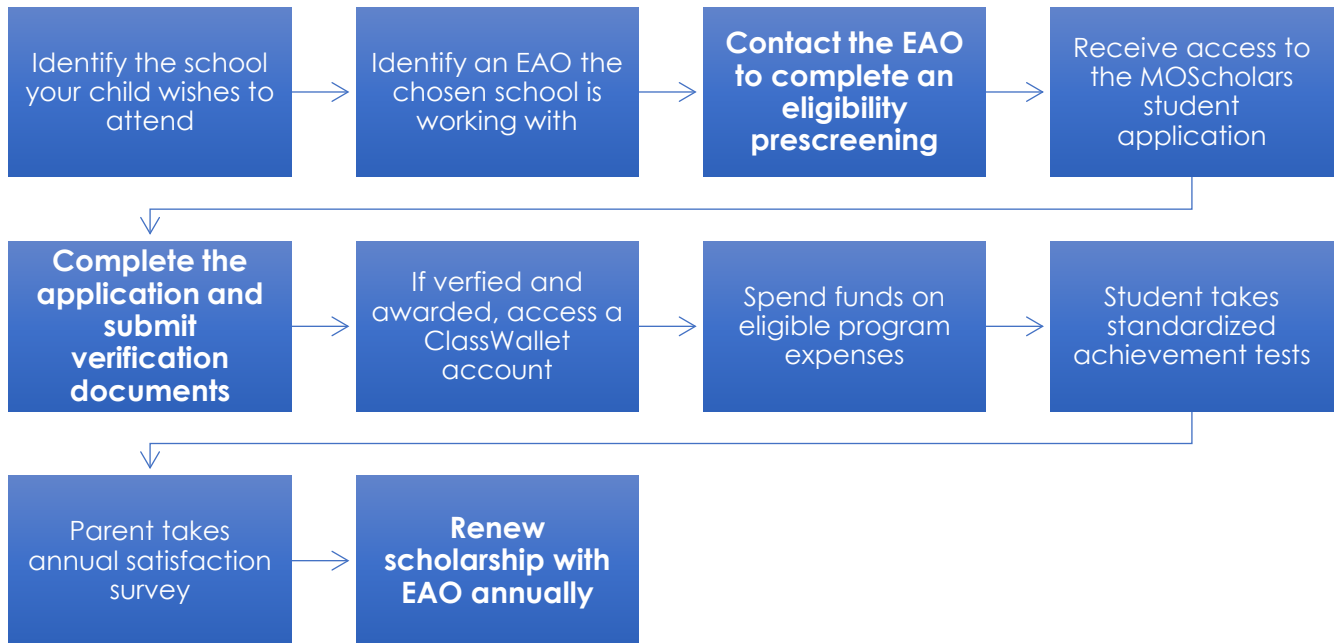 Identify the school
your child wishes to
attend
Identify an EAO the
chosen school is
working with
Contact the EAO
to complete an
eligibility
prescreening
Receive access to
the MOScholars
student
application
Complete the
application and
submit
verification
documents
If verfied and
awarded, access a
ClassWallet
account
Spend funds on
eligible program
expenses
Student takes
standardized
achievement tests
Parent takes
annual satisfaction
survey
Renew
scholarship with
EAO annually